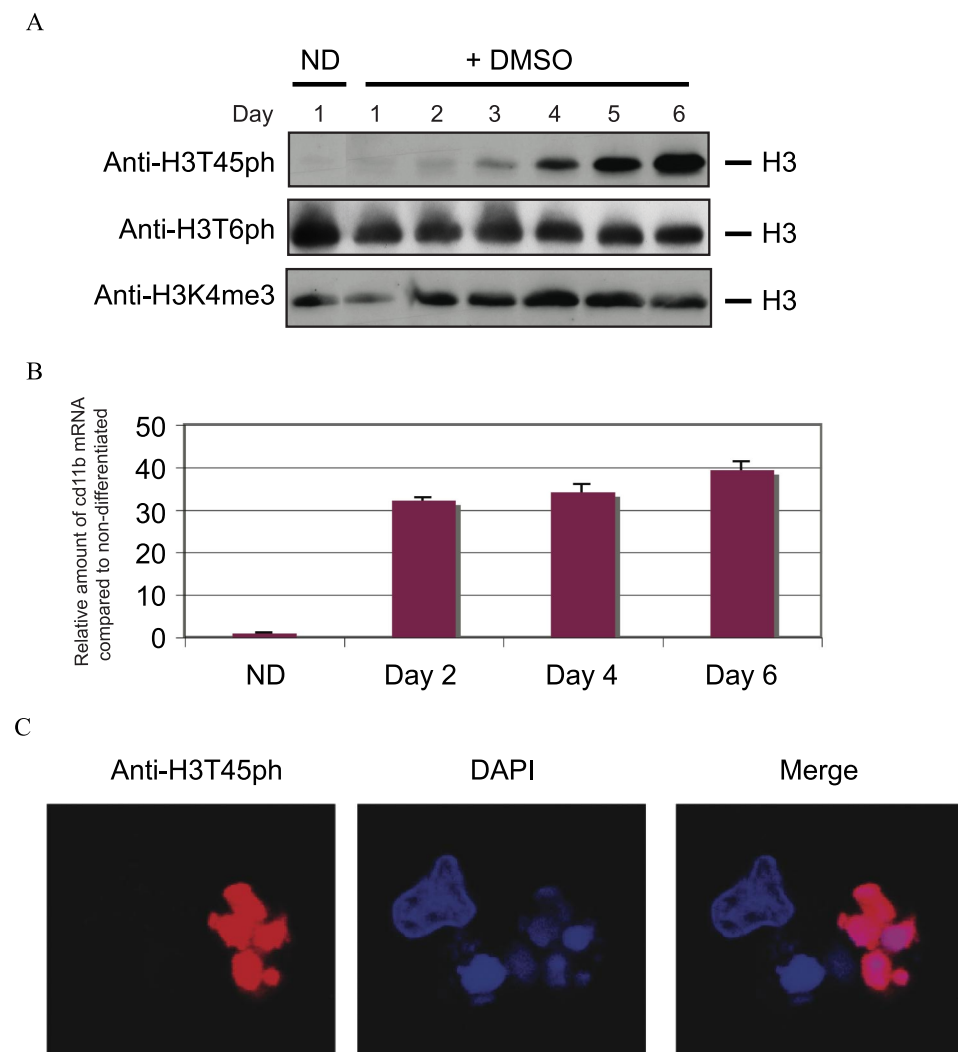 A
ND + DMSO
Day 1 1 2 3 4 5 6
Anti-H3T45ph H3
Anti-H3T6ph H3
Anti-H3K4me3 H3
B
Relative amount of cd11b mRNA
compared to non-differentiated
50
40
30
20
10
0
ND Day 2 Day 4 Day 6
C
Anti-H3T45ph DAPI Merge